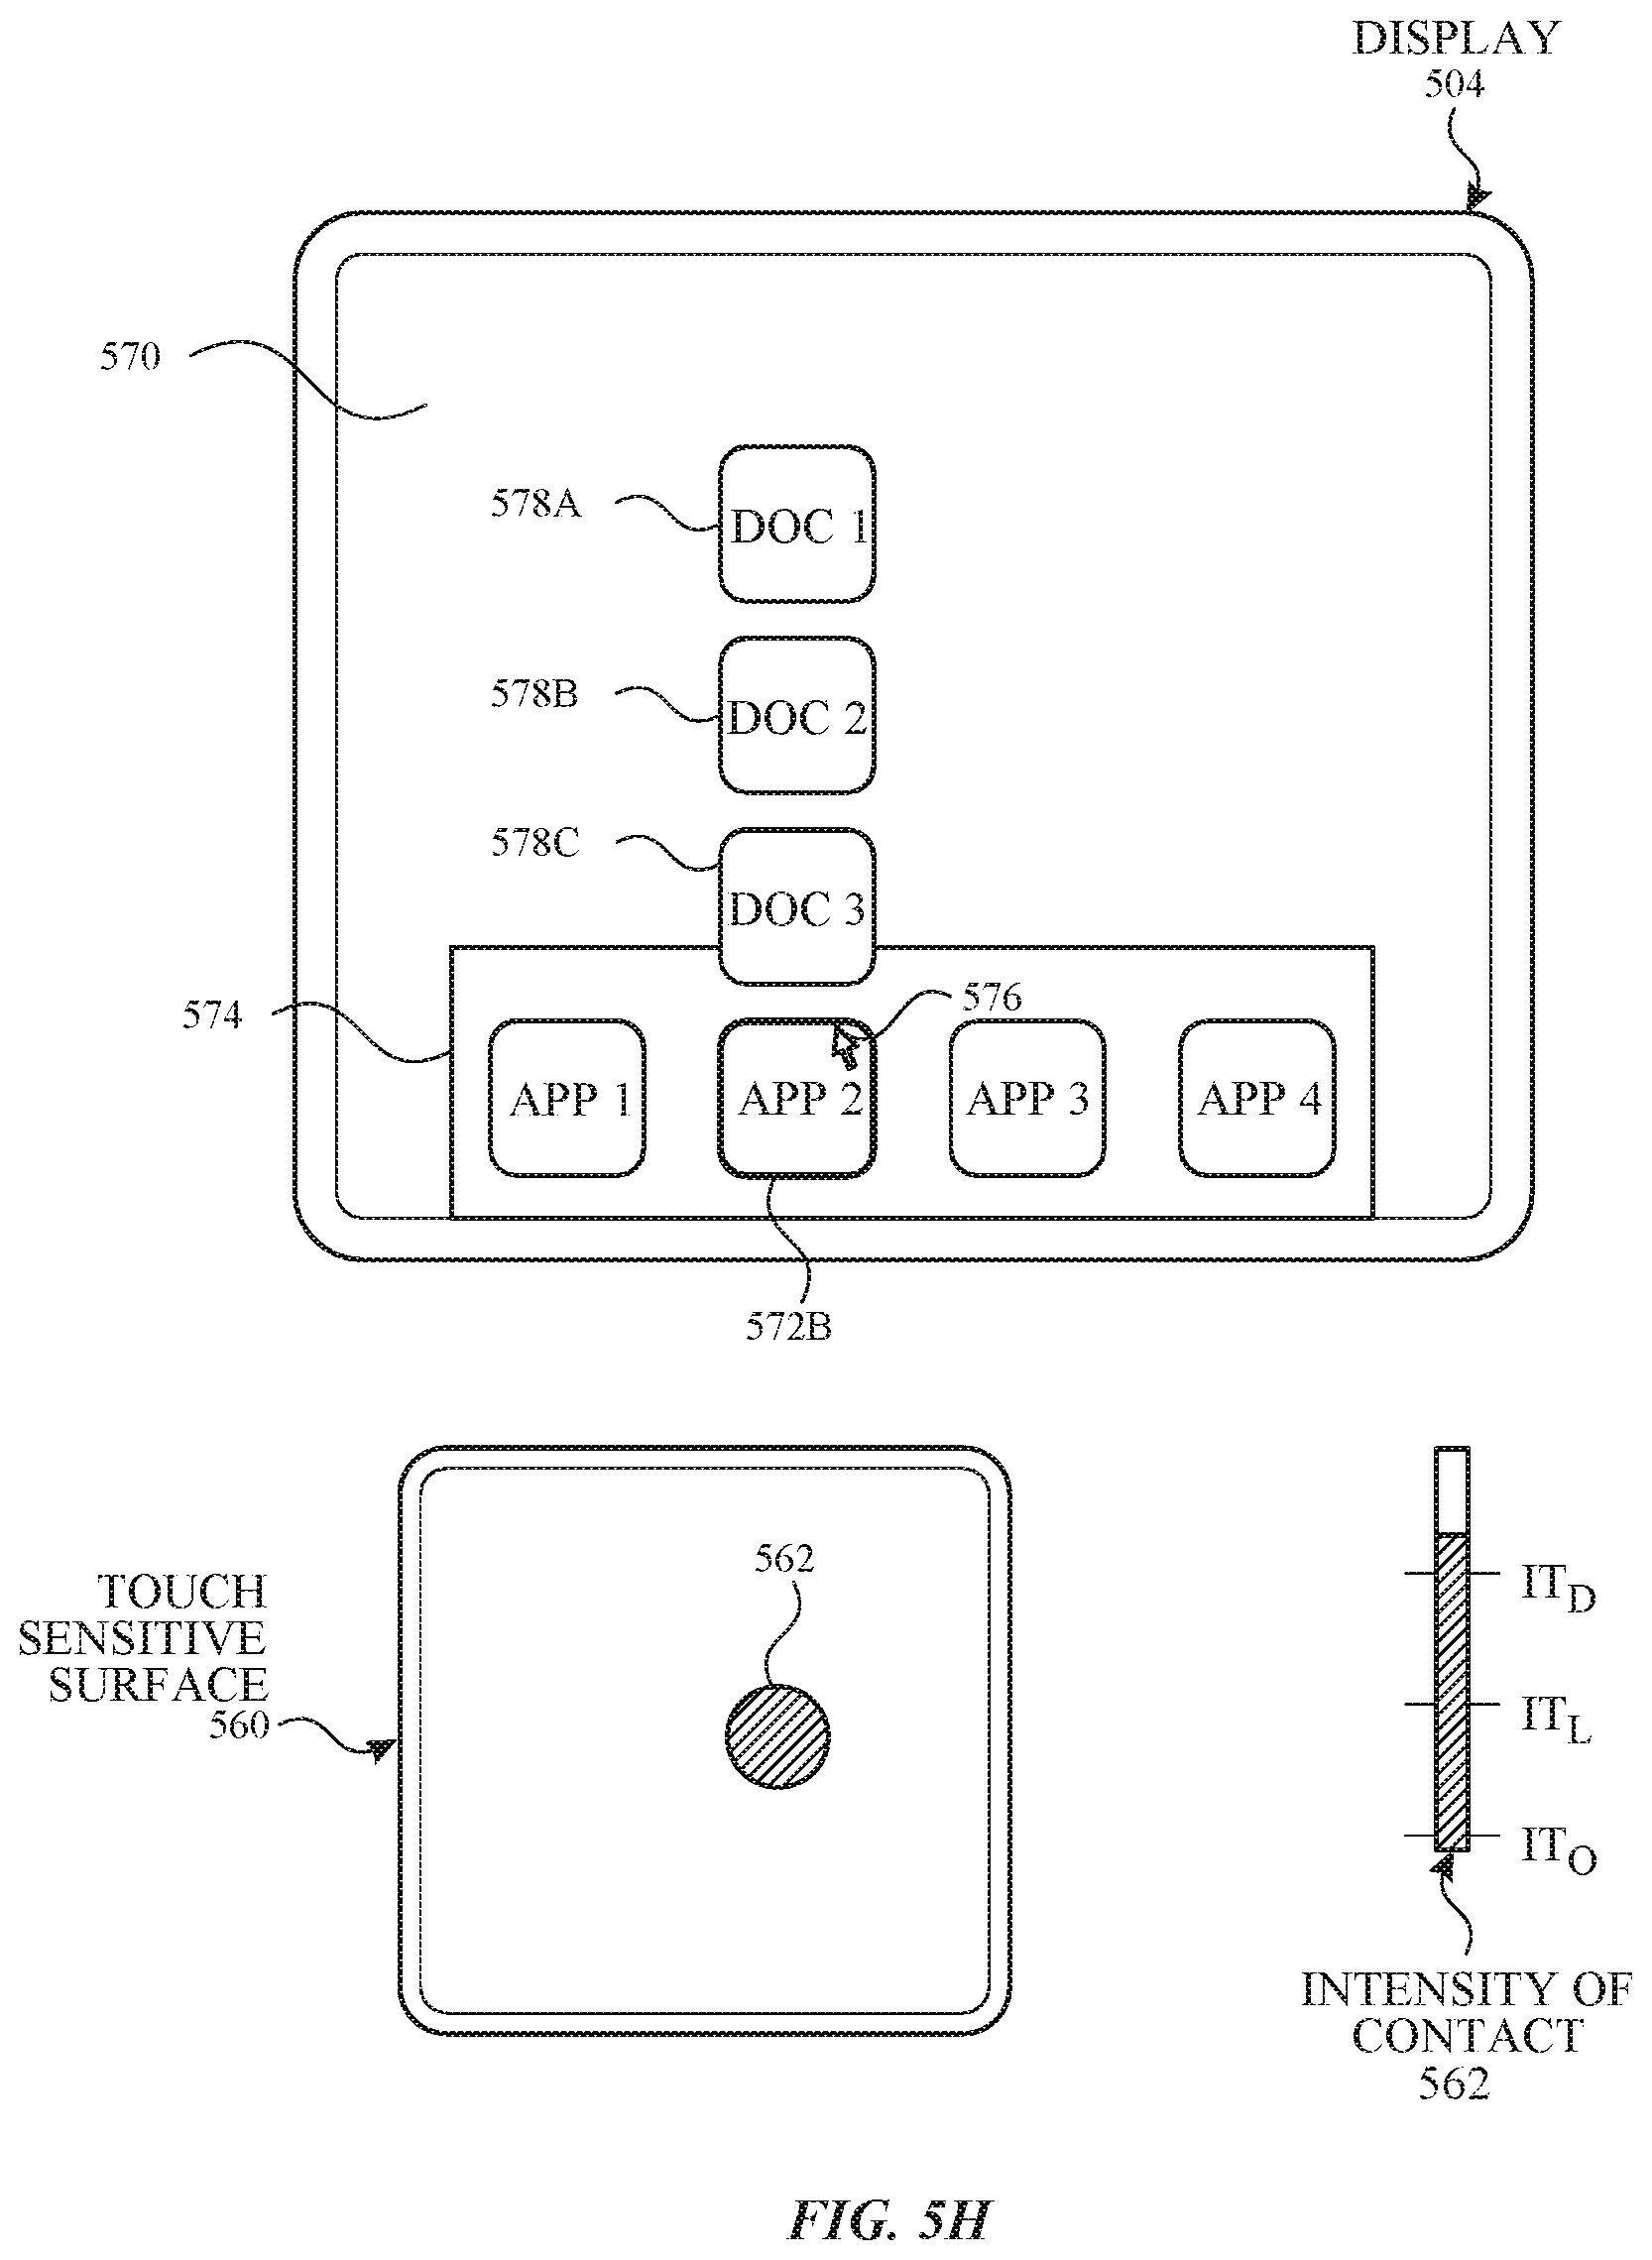 DISPLAY
504
570
578A
DOC 1
578B
DOC 2
578C
DOC 3
574
576
APP 1
APP 2
APP 3
APP 4
572B
562
TOUCH
SENSITIVE
SURFACE
560
IT_D
IT_L
IT_O
INTENSITY OF
CONTACT
562
FIG. 5H